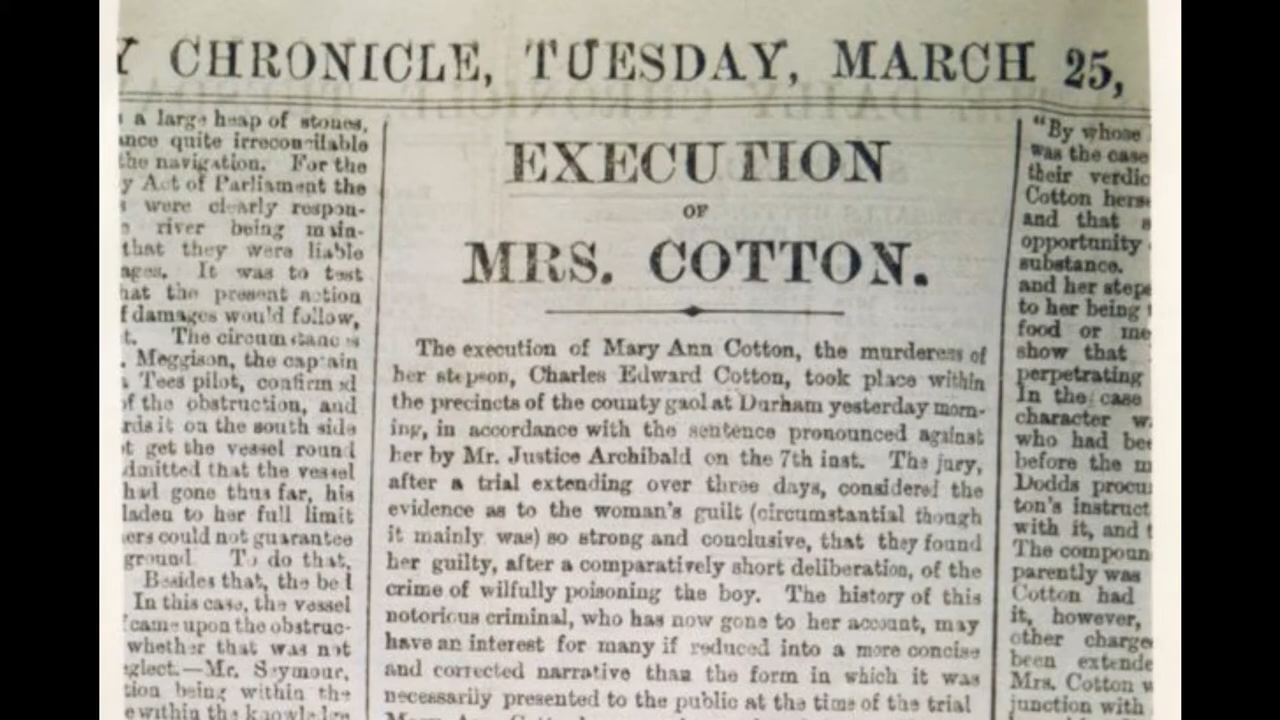 Y CHRONICLE, TUESDAY, MARCH 25,
a large heap of stones,
ance quite irreconcilable
the navigation. For the
y Act of Parliament the
s were clearly respon-
river being main-
that they were liable
ages. It was to test
hat the present action
f damages would follow,
t. The circumstances
. Meggison, the captain
Tees pilot, confirmed
of the obstruction, and
rds it on the south side
t get the vessel round
dmitted that the vessel
had gone thus far, his
laden to her full limit
ers could not guarantee
ground. To do that,
Besides that, the bed
In this case, the vessel
came upon the obstruc-
whether that was not
glect.—Mr. Seymour,
tion being within the
e within the knowledge
EXECUTION
OF
MRS. COTTON.
The execution of Mary Ann Cotton, the murderess of
her stepson, Charles Edward Cotton, took place within
the precincts of the county gaol at Durham yesterday morn-
ing, in accordance with the sentence pronounced against
her by Mr. Justice Archibald on the 7th inst. The jury,
after a trial extending over three days, considered the
evidence as to the woman's guilt (circumstantial though
it mainly was) so strong and conclusive, that they found
her guilty, after a comparatively short deliberation, of the
crime of wilfully poisoning the boy. The history of this
notorious criminal, who has now gone to her account, may
have an interest for many if reduced into a more concise
and corrected narrative than the form in which it was
necessarily presented to the public at the time of the trial
Mary Ann
"By whose
was the case
their verdic
Cotton herse
and that s
opportunity
substance.
and her steps
to her being
food or me
show that
perpetrating
In the case
character w
who had bee
before the m
Dodds procu
ton's instruct
with it, and t
The compoun
parently was
Cotton had
it, however,
other charge
been extende
Mrs. Cotton w
junction with